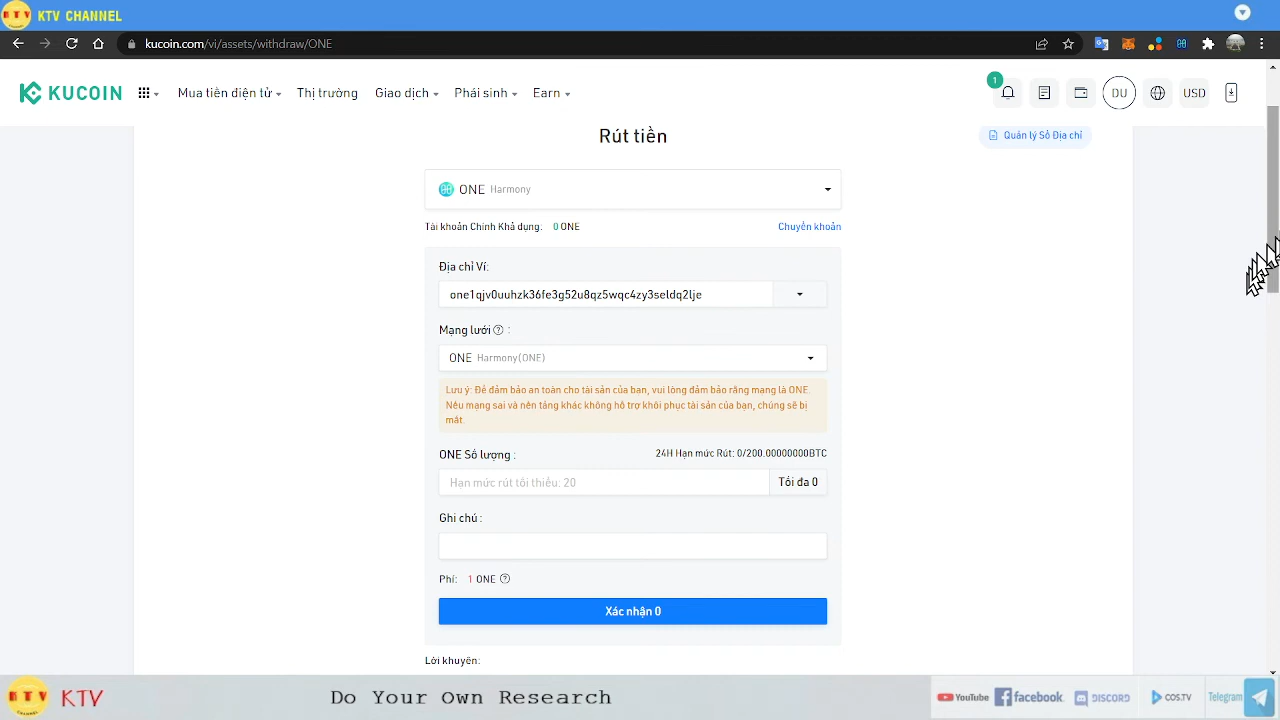 KTV KTV CHANNEL
kucoin.com/vi/assets/withdraw/ONE
KUCOIN Mua tiền điện tử Thị trường Giao dịch Phái sinh Earn 1 DU USD
Rút tiền
Quản lý Sổ Địa chỉ
ONE Harmony
Tài khoản Chính Khả dụng: 0 ONE Chuyển khoản
Địa chỉ Ví:
one1qjv0uuhzk36fe3g52u8qz5wqc4zy3seldq2lje
Mạng lưới ? :
ONE Harmony(ONE)
Lưu ý: Để đảm bảo an toàn cho tài sản của bạn, vui lòng đảm bảo rằng mạng là ONE.
Nếu mạng sai và nền tảng khác không hỗ trợ khôi phục tài sản của bạn, chúng sẽ bị
mất.
ONE Số lượng : 24H Hạn mức Rút: 0/200.00000000BTC
Hạn mức rút tối thiểu: 20 Tối đa 0
Ghi chú :
Phí: 1 ONE ?
Xác nhận 0
Lời khuyên:
KTV CHANNEL KTV Do Your Own Research YouTube facebook. DISCORD COS.TV Telegram